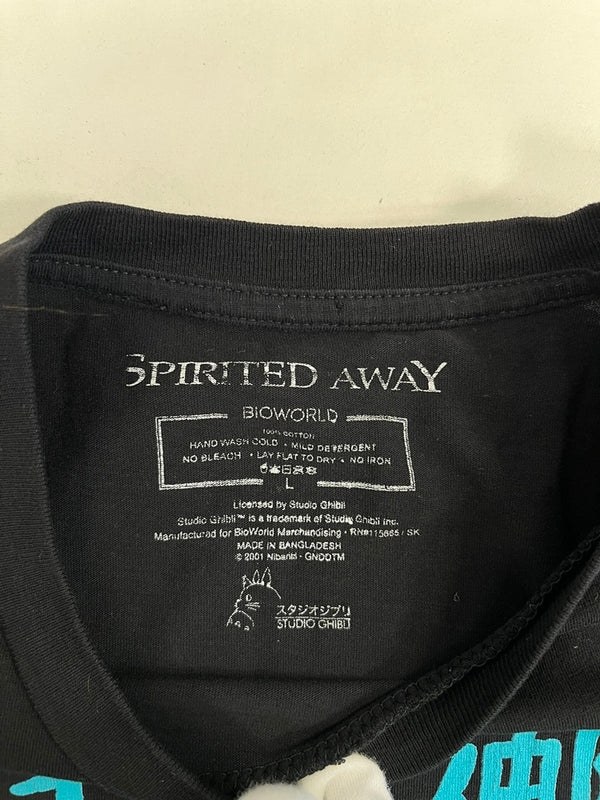 SPIRITED AWAY
BIOWORLD
100% COTTON
HAND WASH COLD • MILD DETERGENT
NO BLEACH • LAY FLAT TO DRY • NO IRON
L
Licensed by Studio Ghibli
Studio Ghibli™ is a trademark of Studio Ghibli Inc.
Manufactured for BioWorld Merchandising • RN#115865 / SK
MADE IN BANGLADESH
© 2001 Nibariki - GNDDTM
スタジオジブリ
STUDIO GHIBLI